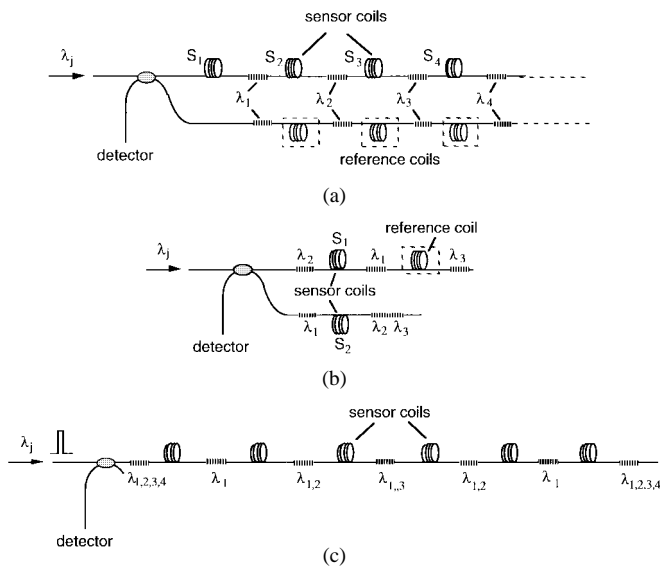 sensor coils
λj
S1 S2 S3 S4
λ1 λ2 λ3 λ4
detector
reference coils
(a)
reference coil
λj
S1
λ2 λ1 λ3
sensor coils
λ1 λ2 λ3
S2
detector
(b)
sensor coils
λj
λ1,2,3,4 λ1 λ1,2 λ1,,3 λ1,2 λ1 λ1,2,3,4
detector
(c)